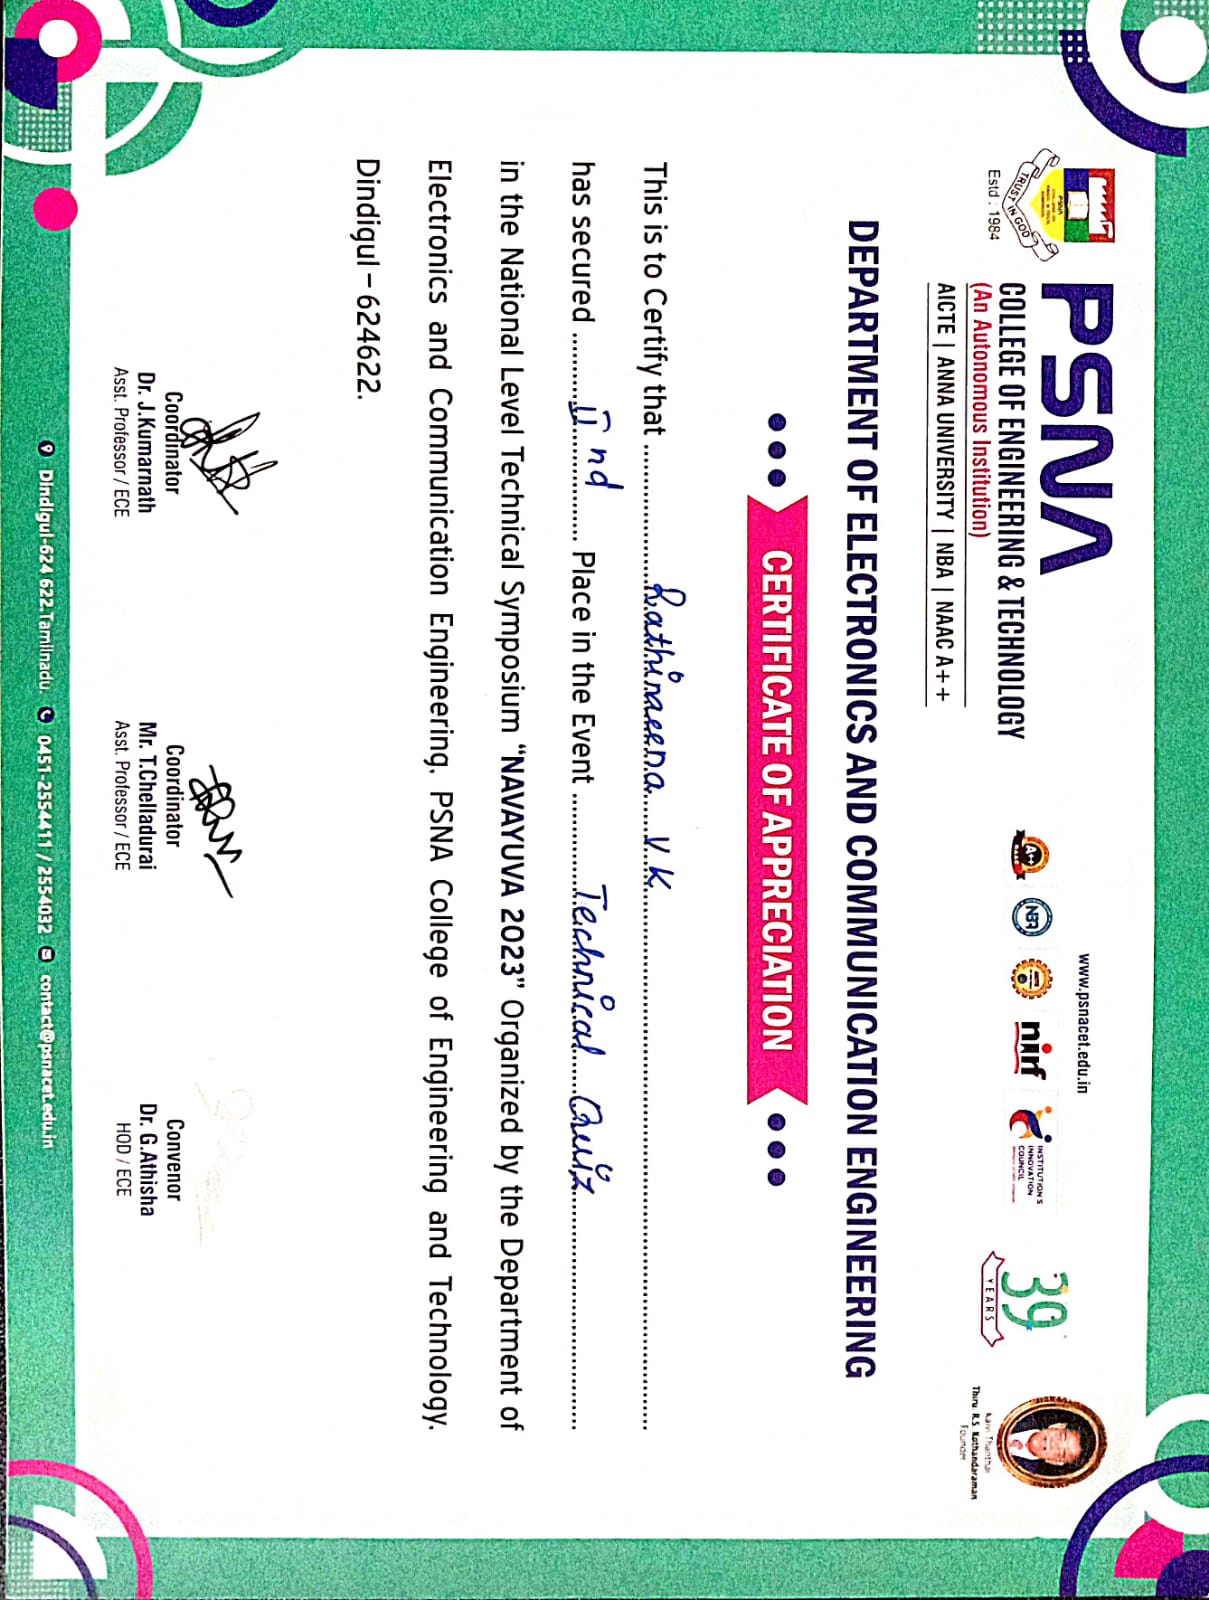 PSNA
COLLEGE OF ENGINEERING & TECHNOLOGY
(An Autonomous Institution)
AICTE | ANNA UNIVERSITY | NBA | NAAC A++
TRUST IN GOD
Estd : 1984
www.psnacet.edu.in
A++
NBA
nirf
INSTITUTION'S
INNOVATION
COUNCIL
39
YEARS
Kalvi Thanthai
Thiru. R.S. Kothandaraman
Founder
DEPARTMENT OF ELECTRONICS AND COMMUNICATION ENGINEERING
CERTIFICATE OF APPRECIATION
This is to Certify that Rathinaeena V K
has secured II nd Place in the Event Technical Quiz
in the National Level Technical Symposium “NAVAYUVA 2023” Organized by the Department of
Electronics and Communication Engineering, PSNA College of Engineering and Technology,
Dindigul – 624622.
Coordinator
Dr. J.Kumarnath
Asst. Professor / ECE
Coordinator
Mr. T.Chelladurai
Asst. Professor / ECE
Convenor
Dr. G.Athisha
HOD / ECE
Dindigul-624 622.Tamilnadu. 0451-2554411 / 2554032 contact@psnacet.edu.in